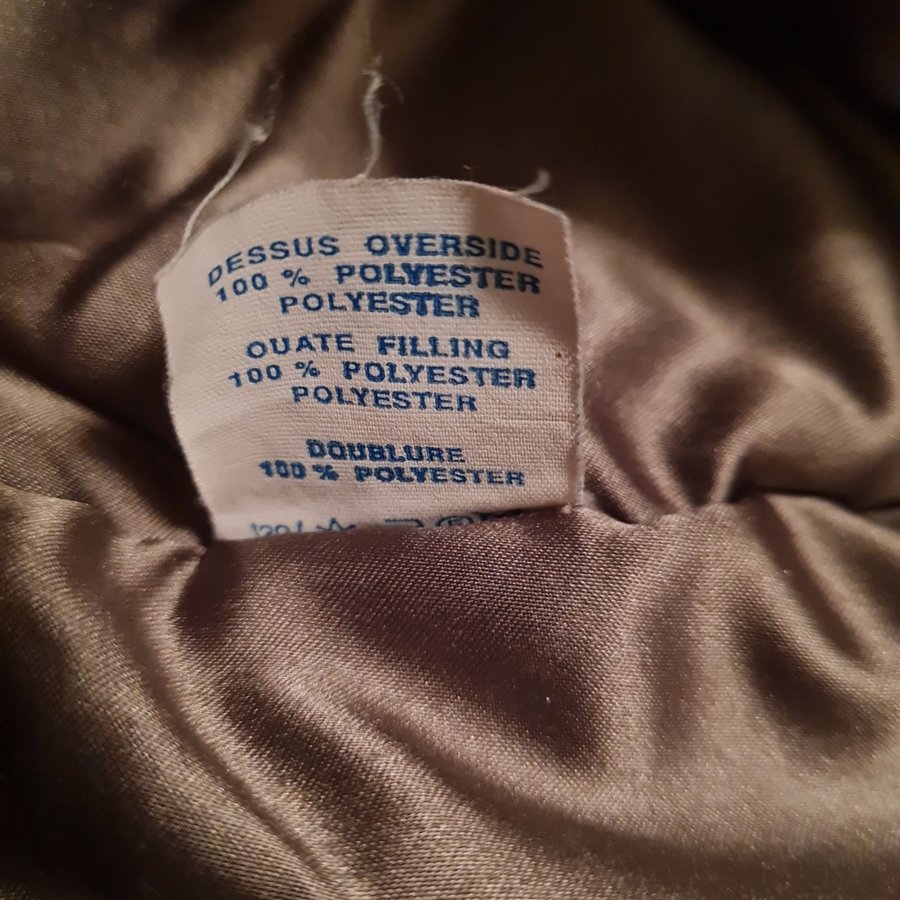 DESSUS OVERSIDE
100 % POLYESTER
POLYESTER
OUATE FILLING
100 % POLYESTER
POLYESTER
DOUBLURE
100 % POLYESTER